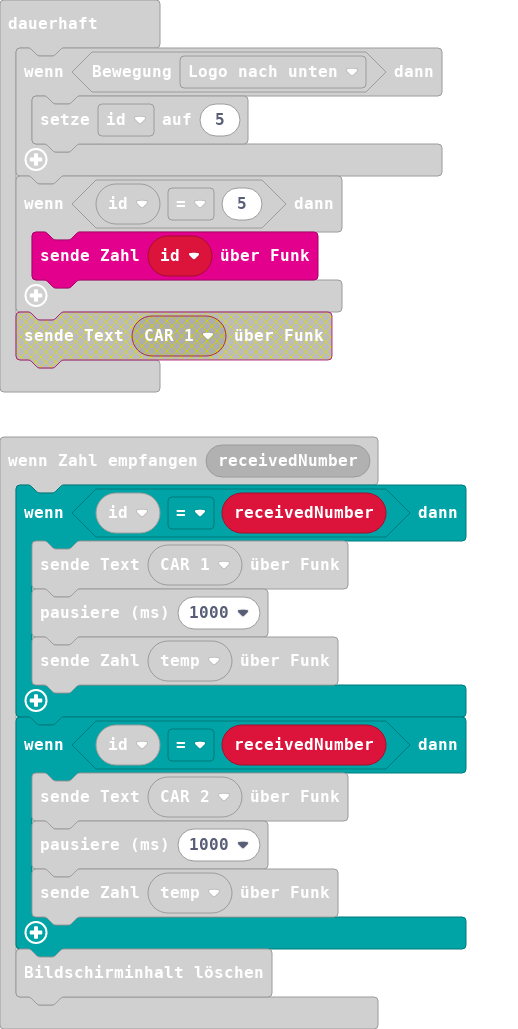 dauerhaft
wenn Bewegung Logo nach unten dann
setze id auf 5
wenn id = 5 dann
sende Zahl id über Funk
sende Text CAR 1 über Funk
wenn Zahl empfangen receivedNumber
wenn id = receivedNumber dann
sende Text CAR 1 über Funk
pausiere (ms) 1000
sende Zahl temp über Funk
wenn id = receivedNumber dann
sende Text CAR 2 über Funk
pausiere (ms) 1000
sende Zahl temp über Funk
Bildschirminhalt löschen